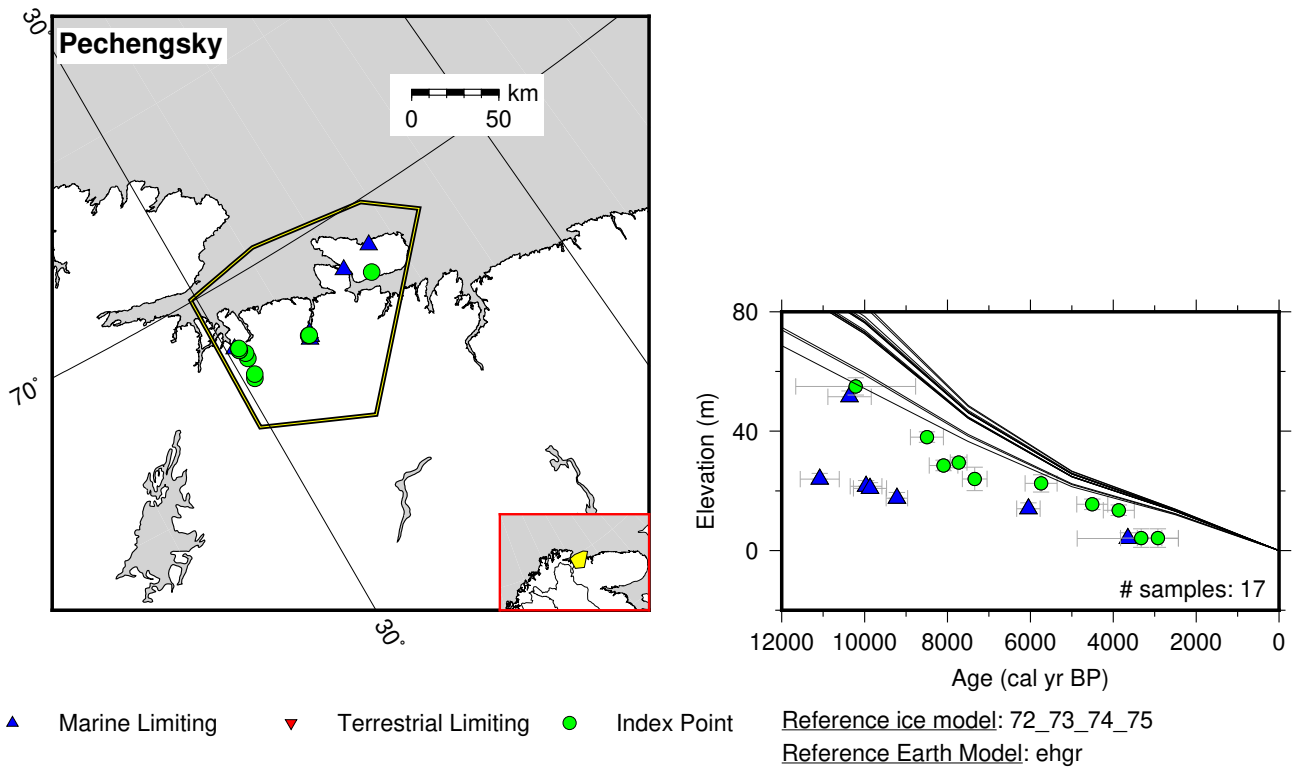 30°
Pechengsky
km
0 50
70°
30°
80
40
0
Elevation (m)
# samples: 17
12000 10000 8000 6000 4000 2000 0
Age (cal yr BP)
Marine Limiting
Terrestrial Limiting
Index Point
Reference ice model: 72_73_74_75
Reference Earth Model: ehgr